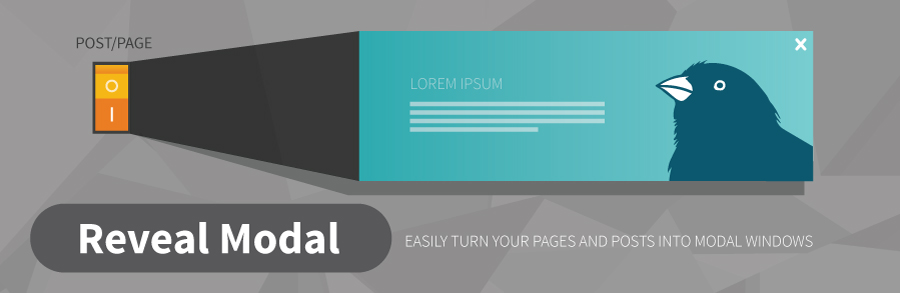 POST/PAGE
LOREM IPSUM
Reveal Modal
EASILY TURN YOUR PAGES AND POSTS INTO MODAL WINDOWS